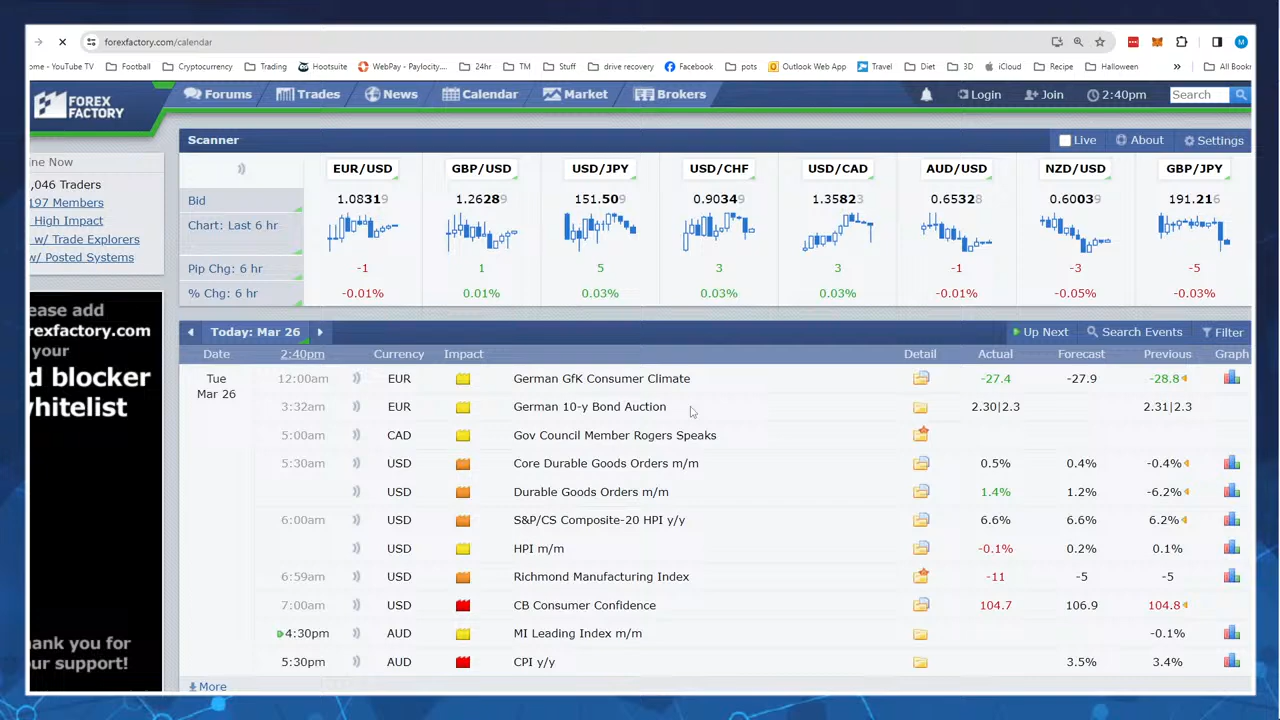 forexfactory.com/calendar
ome - YouTube TV Football Cryptocurrency Trading Hootsuite WebPay - Paylocity.... 24hr TM Stuff drive recovery Facebook pots Outlook Web App Travel Diet 3D iCloud Recipe Halloween » All Book
M
FOREX FACTORY Forums Trades News Calendar Market Brokers Login Join 2:40pm Search
ine Now
,046 Traders
197 Members
High Impact
w/ Trade Explorers
w/ Posted Systems
ease add
rexfactory.com
your
d blocker
whitelist
ank you for
our support!
Scanner Live About Settings
EUR/USD GBP/USD USD/JPY USD/CHF USD/CAD AUD/USD NZD/USD GBP/JPY
Bid 1.08319 1.26289 151.509 0.90349 1.35823 0.65328 0.60039 191.216
Chart: Last 6 hr
Pip Chg: 6 hr -1 1 5 3 3 -1 -3 -5
% Chg: 6 hr -0.01% 0.01% 0.03% 0.03% 0.03% -0.01% -0.05% -0.03%
Today: Mar 26 Up Next Search Events Filter
Date 2:40pm Currency Impact Detail Actual Forecast Previous Graph
Tue Mar 26 12:00am EUR German GfK Consumer Climate -27.4 -27.9 -28.8
3:32am EUR German 10-y Bond Auction 2.30|2.3 2.31|2.3
5:00am CAD Gov Council Member Rogers Speaks
5:30am USD Core Durable Goods Orders m/m 0.5% 0.4% -0.4%
USD Durable Goods Orders m/m 1.4% 1.2% -6.2%
6:00am USD S&P/CS Composite-20 HPI y/y 6.6% 6.6% 6.2%
USD HPI m/m -0.1% 0.2% 0.1%
6:59am USD Richmond Manufacturing Index -11 -5 -5
7:00am USD CB Consumer Confidence 104.7 106.9 104.8
4:30pm AUD MI Leading Index m/m -0.1%
5:30pm AUD CPI y/y 3.5% 3.4%
More